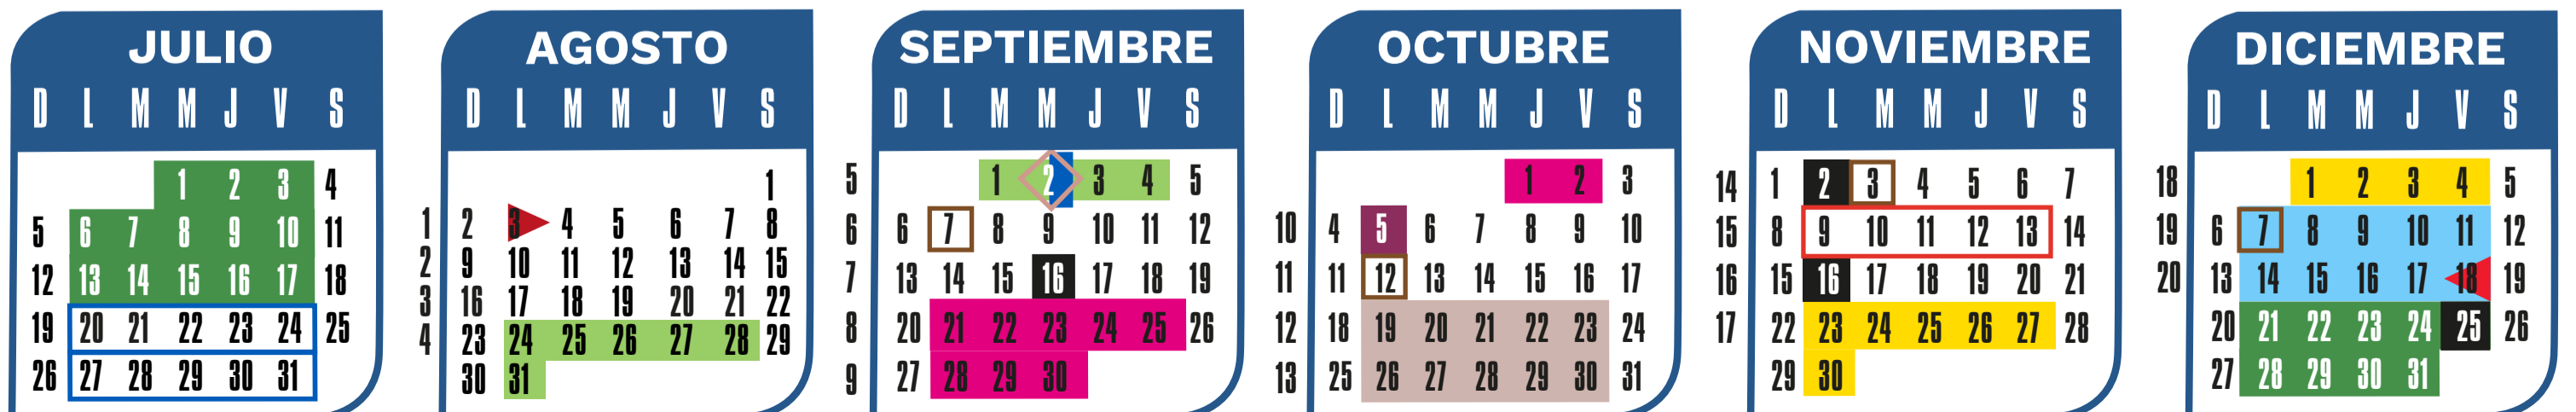 JULIO
D L M M J V S
1 2 3 4
5 6 7 8 9 10 11
12 13 14 15 16 17 18
19 20 21 22 23 24 25
26 27 28 29 30 31
AGOSTO
D L M M J V S
1
1 2 3 4 5 6 7 8
2 9 10 11 12 13 14 15
3 16 17 18 19 20 21 22
4 23 24 25 26 27 28 29
30 31
SEPTIEMBRE
D L M M J V S
5 1 2 3 4 5
6 6 7 8 9 10 11 12
7 13 14 15 16 17 18 19
8 20 21 22 23 24 25 26
9 27 28 29 30
OCTUBRE
D L M M J V S
1 2 3
10 4 5 6 7 8 9 10
11 11 12 13 14 15 16 17
12 18 19 20 21 22 23 24
13 25 26 27 28 29 30 31
NOVIEMBRE
D L M M J V S
14 1 2 3 4 5 6 7
15 8 9 10 11 12 13 14
16 15 16 17 18 19 20 21
17 22 23 24 25 26 27 28
29 30
DICIEMBRE
D L M M J V S
18 1 2 3 4 5
19 6 7 8 9 10 11 12
20 13 14 15 16 17 18 19
20 21 22 23 24 25 26
27 28 29 30 31